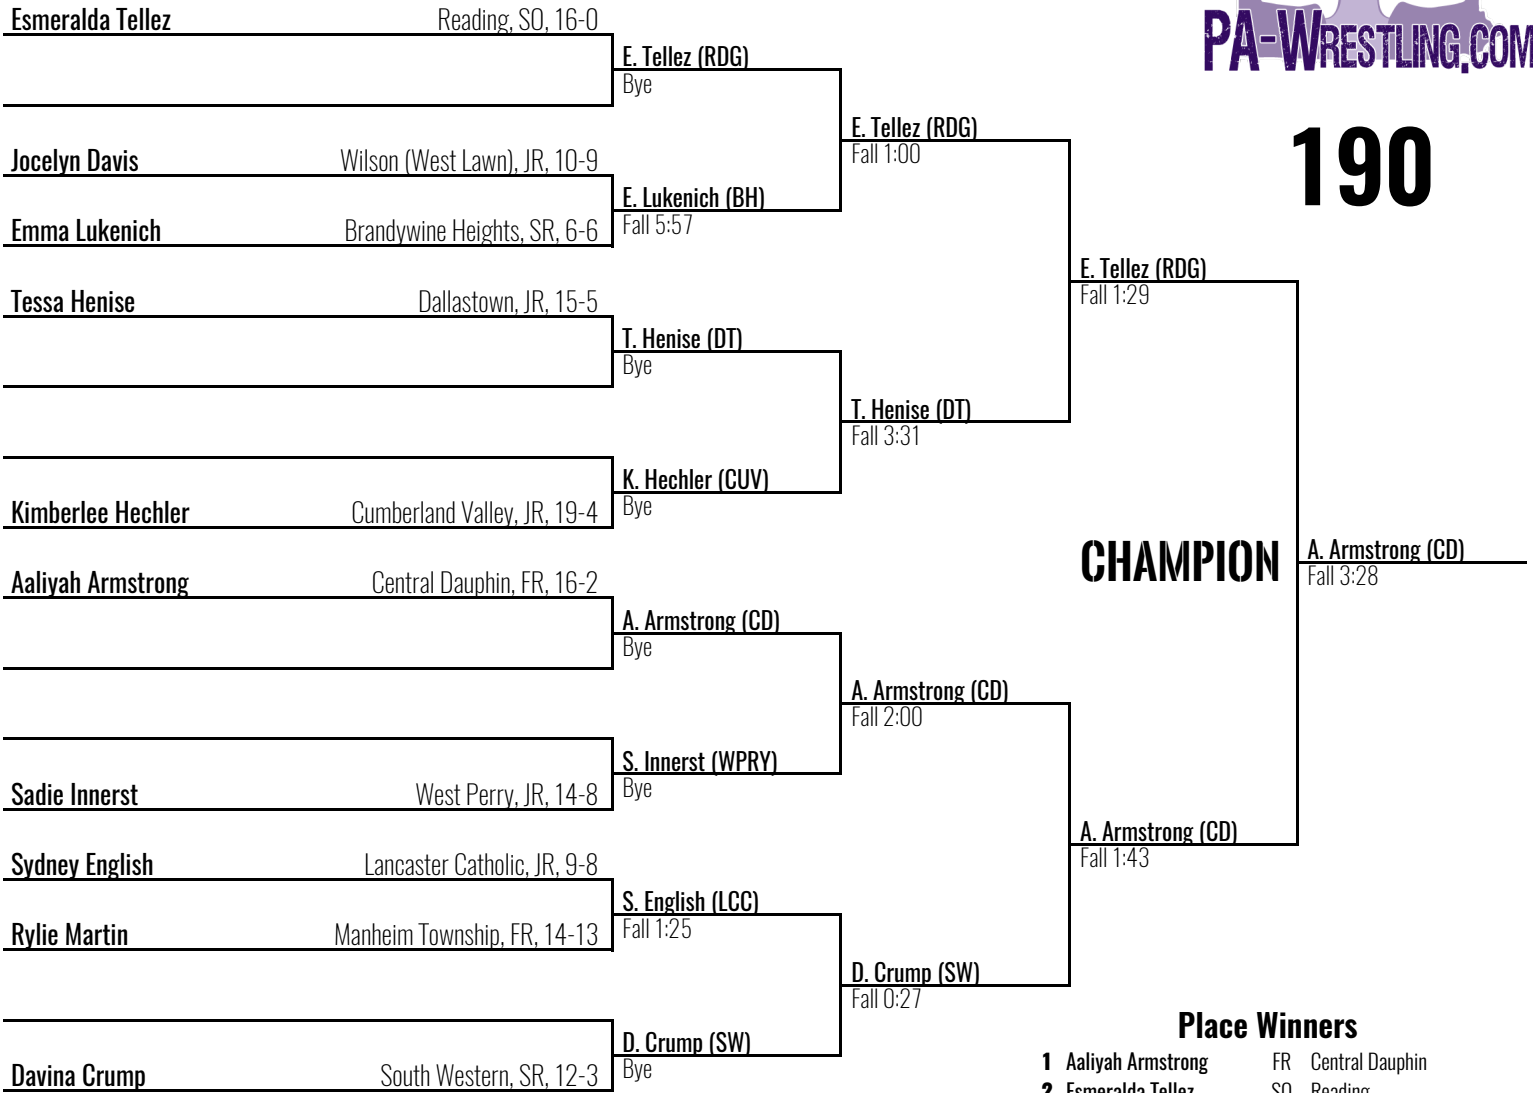 Esmeralda Tellez Reading, SO, 16-0
PA-WRESTLING.COM
E. Tellez (RDG)
Bye
190
E. Tellez (RDG)
Fall 1:00
Jocelyn Davis Wilson (West Lawn), JR, 10-9
E. Lukenich (BH)
Fall 5:57
Emma Lukenich Brandywine Heights, SR, 6-6
E. Tellez (RDG)
Fall 1:29
Tessa Henise Dallastown, JR, 15-5
T. Henise (DT)
Bye
T. Henise (DT)
Fall 3:31
K. Hechler (CUV)
Bye
Kimberlee Hechler Cumberland Valley, JR, 19-4
CHAMPION
A. Armstrong (CD)
Fall 3:28
Aaliyah Armstrong Central Dauphin, FR, 16-2
A. Armstrong (CD)
Bye
A. Armstrong (CD)
Fall 2:00
S. Innerst (WPRY)
Bye
Sadie Innerst West Perry, JR, 14-8
A. Armstrong (CD)
Fall 1:43
Sydney English Lancaster Catholic, JR, 9-8
S. English (LCC)
Fall 1:25
Rylie Martin Manheim Township, FR, 14-13
D. Crump (SW)
Fall 0:27
D. Crump (SW)
Bye
Davina Crump South Western, SR, 12-3
Place Winners
1 Aaliyah Armstrong FR Central Dauphin
2 Esmeralda Tellez SO Reading